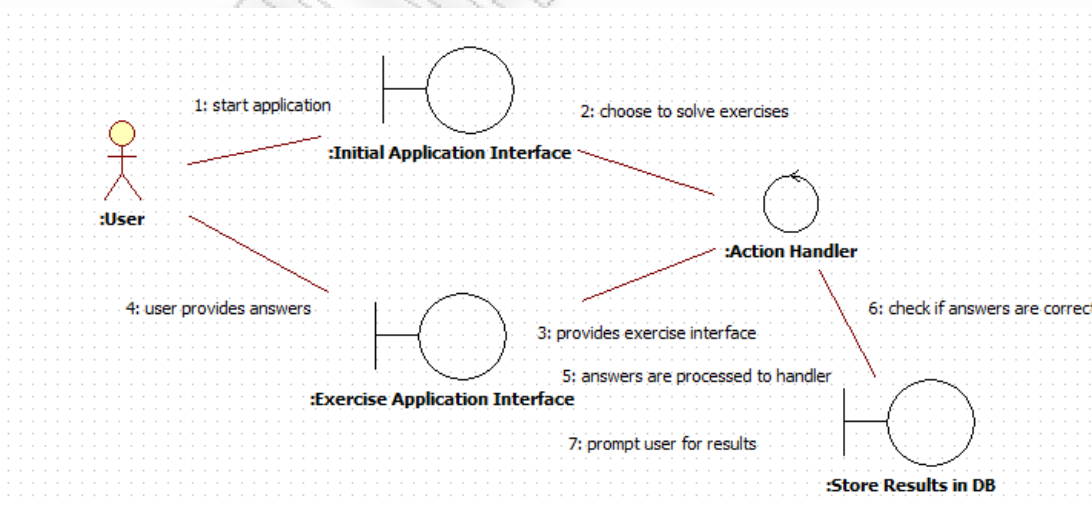 1: start application
2: choose to solve exercises
:Initial Application Interface
:User
:Action Handler
4: user provides answers
6: check if answers are correct
3: provides exercise interface
5: answers are processed to handler
:Exercise Application Interface
7: prompt user for results
:Store Results in DB